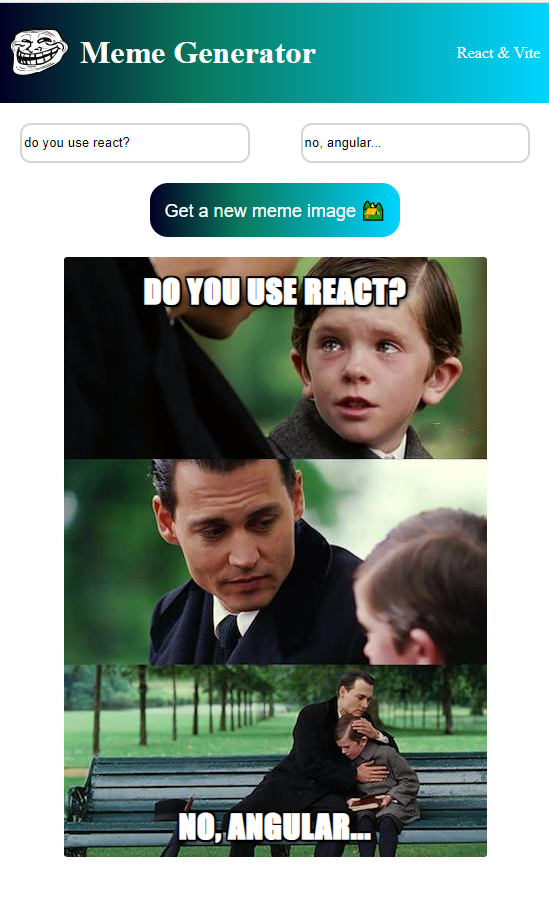 Meme Generator
React & Vite
do you use react?
no, angular...
Get a new meme image 🏕
DO YOU USE REACT?
NO, ANGULAR...